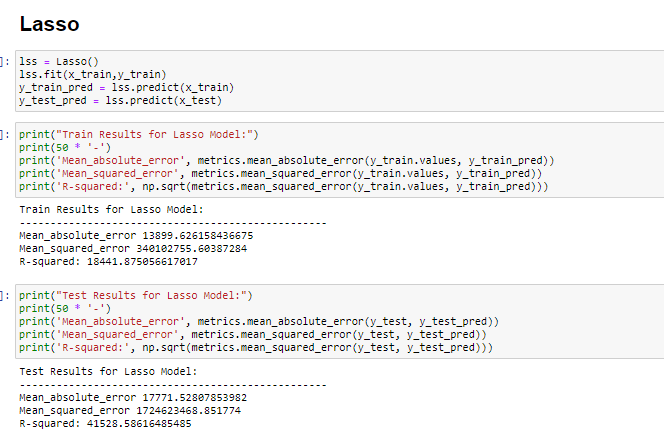 Lasso
]: lss = Lasso()
lss.fit(x_train,y_train)
y_train_pred = lss.predict(x_train)
y_test_pred = lss.predict(x_test)
]: print("Train Results for Lasso Model:")
print(50 * '-')
print('Mean_absolute_error', metrics.mean_absolute_error(y_train.values, y_train_pred))
print('Mean_squared_error', metrics.mean_squared_error(y_train.values, y_train_pred))
print('R-squared:', np.sqrt(metrics.mean_squared_error(y_train.values, y_train_pred)))
Train Results for Lasso Model:
--------------------------------------------------
Mean_absolute_error 13899.626158436675
Mean_squared_error 340102755.60387284
R-squared: 18441.875056617017
]: print("Test Results for Lasso Model:")
print(50 * '-')
print('Mean_absolute_error', metrics.mean_absolute_error(y_test, y_test_pred))
print('Mean_squared_error', metrics.mean_squared_error(y_test, y_test_pred))
print('R-squared:', np.sqrt(metrics.mean_squared_error(y_test, y_test_pred)))
Test Results for Lasso Model:
--------------------------------------------------
Mean_absolute_error 17771.52807853982
Mean_squared_error 1724623468.851774
R-squared: 41528.58616485485